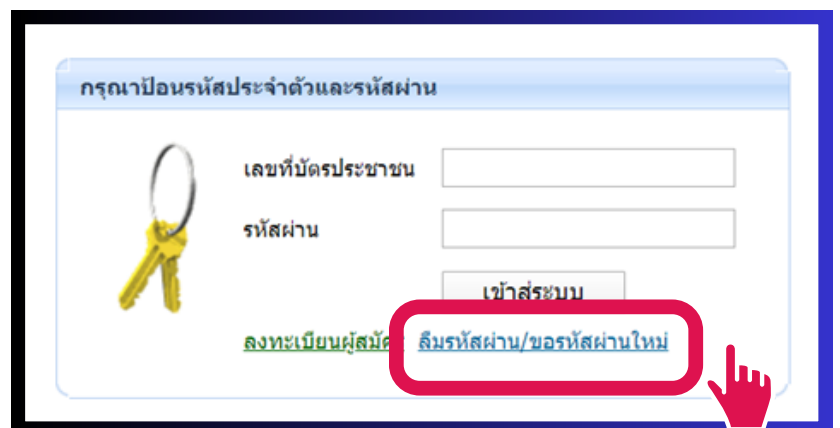 กรุณาป้อนรหัสประจำตัวและรหัสผ่าน
เลขที่บัตรประชาชน
รหัสผ่าน
เข้าสู่ระบบ
ลืมรหัสผ่าน/ขอรหัสผ่านใหม่